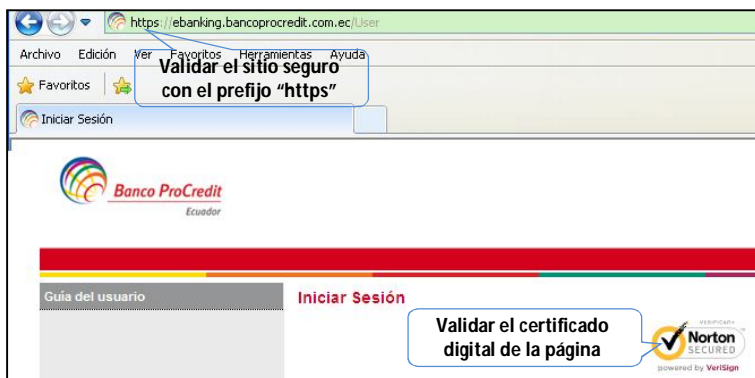 https://ebanking.bancoprocredit.com.ec/User
Archivo Edición Ver Favoritos Herramientas Ayuda
Validar el sitio seguro
con el prefijo “https”
Favoritos
Iniciar Sesión
Banco ProCredit
Ecuador
Guía del usuario
Iniciar Sesión
Validar el certificado
digital de la página
VERIFICAR
Norton
SECURED
powered by VeriSign